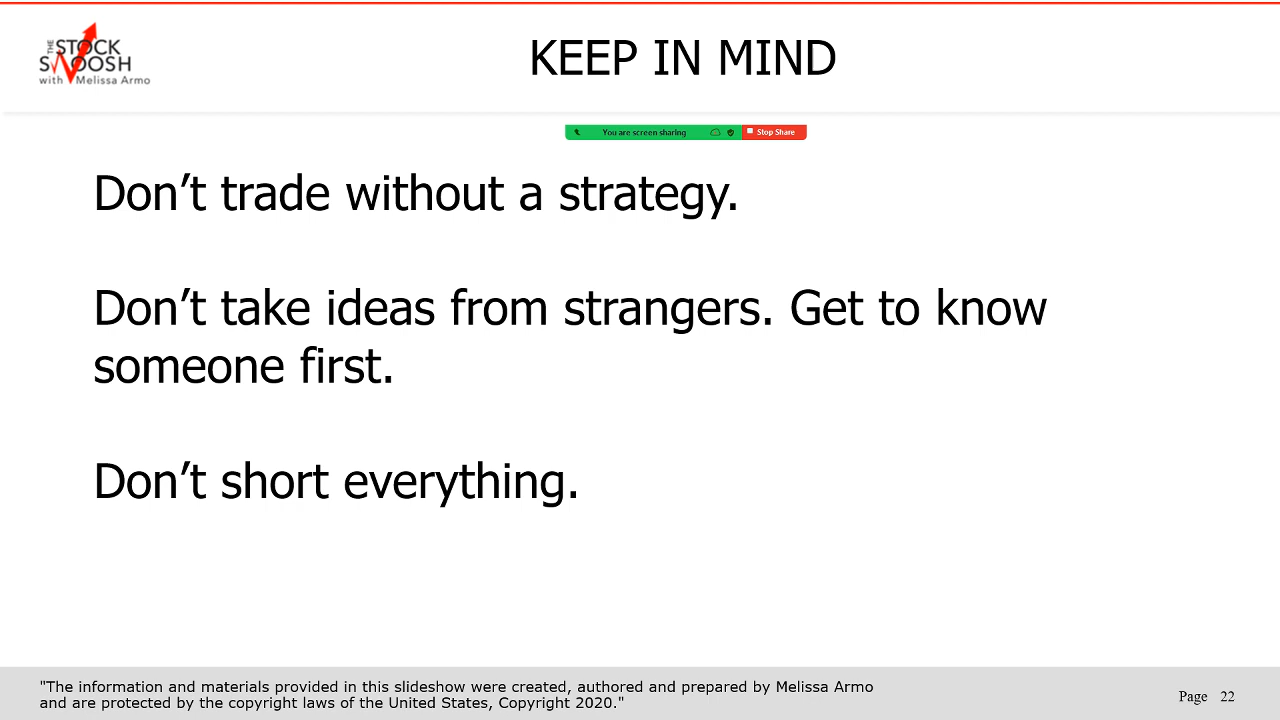 THE STOCK
SWOOSH
with Melissa Armo
KEEP IN MIND
You are screen sharing
Stop Share
Don’t trade without a strategy.
Don’t take ideas from strangers. Get to know
someone first.
Don’t short everything.
"The information and materials provided in this slideshow were created, authored and prepared by Melissa Armo
and are protected by the copyright laws of the United States, Copyright 2020."
Page 22